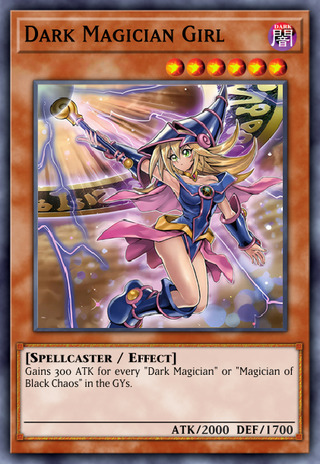 Dark Magician Girl
DARK
闇
[Spellcaster / Effect]
Gains 300 ATK for every "Dark Magician" or "Magician of
Black Chaos" in the GYs.
ATK/2000 DEF/1700